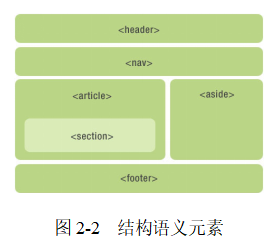 <header>
<nav>
<article>
<aside>
<section>
<footer>
图 2-2 结构语义元素